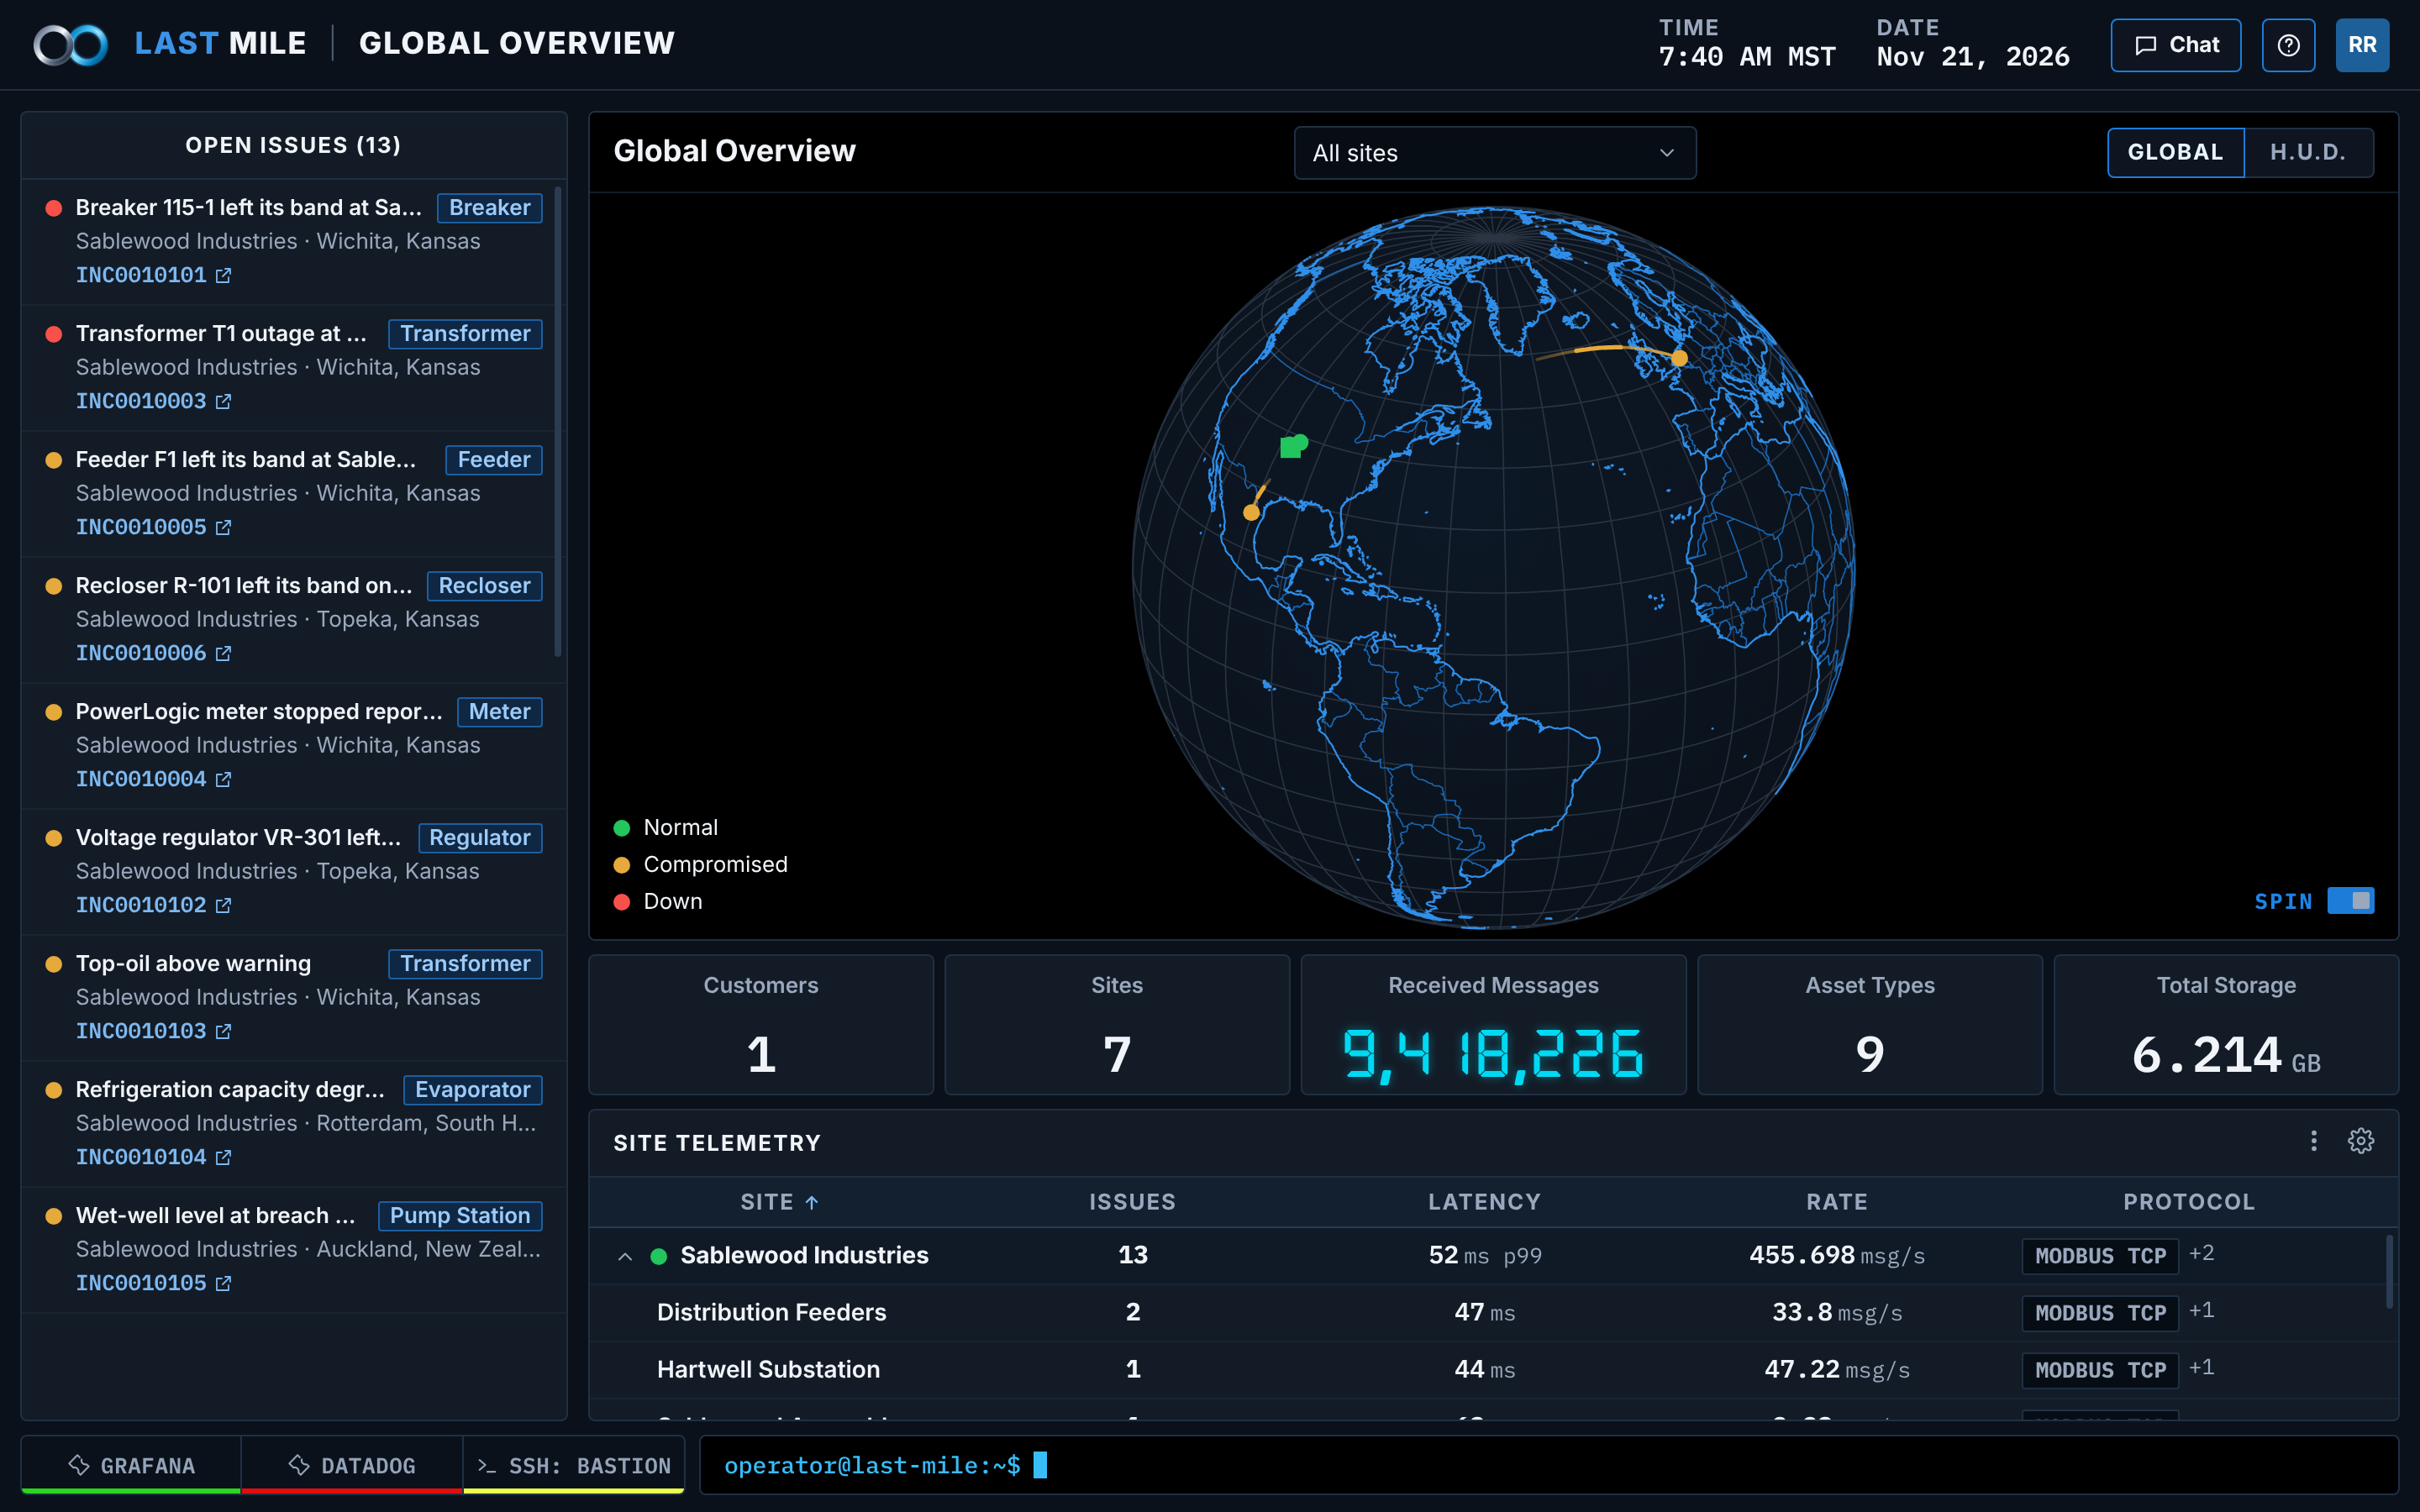 LAST MILE | GLOBAL OVERVIEW
TIME
7:40 AM MST
DATE
Nov 21, 2026
Chat
RR
OPEN ISSUES (13)
Breaker 115-1 left its band at Sa... Breaker
Sablewood Industries · Wichita, Kansas
INC0010101
Transformer T1 outage at ... Transformer
Sablewood Industries · Wichita, Kansas
INC0010003
Feeder F1 left its band at Sable... Feeder
Sablewood Industries · Wichita, Kansas
INC0010005
Recloser R-101 left its band on... Recloser
Sablewood Industries · Topeka, Kansas
INC0010006
PowerLogic meter stopped repor... Meter
Sablewood Industries · Wichita, Kansas
INC0010004
Voltage regulator VR-301 left... Regulator
Sablewood Industries · Topeka, Kansas
INC0010102
Top-oil above warning Transformer
Sablewood Industries · Wichita, Kansas
INC0010103
Refrigeration capacity degr... Evaporator
Sablewood Industries · Rotterdam, South H...
INC0010104
Wet-well level at breach ... Pump Station
Sablewood Industries · Auckland, New Zeal...
INC0010105
Global Overview
All sites
GLOBAL H.U.D.
Normal
Compromised
Down
SPIN
Customers
1
Sites
7
Received Messages
9,418,226
Asset Types
9
Total Storage
6.214 GB
SITE TELEMETRY
SITE ↑ ISSUES LATENCY RATE PROTOCOL
Sablewood Industries 13 52 ms p99 455.698 msg/s MODBUS TCP +2
Distribution Feeders 2 47 ms 33.8 msg/s MODBUS TCP +1
Hartwell Substation 1 44 ms 47.22 msg/s MODBUS TCP +1
GRAFANA
DATADOG
>_ SSH: BASTION
operator@last-mile:~$